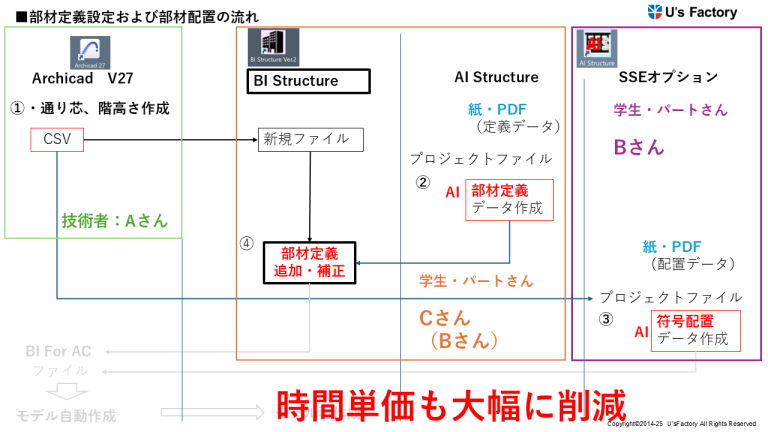 ■部材定義設定および部材配置の流れ
U's Factory
Archicad 27
BI Structure Ver.2
AI
AI Structure
Archicad　V27
BI Structure
AI Structure
SSEオプション
①・通り芯、階高さ作成
紙・PDF
（定義データ）
学生・パートさん
Bさん
CSV
新規ファイル
プロジェクトファイル
②
AI
部材定義
データ作成
技術者：Aさん
④
部材定義
追加・補正
紙・PDF
（配置データ）
学生・パートさん
プロジェクトファイル
③
Cさん
（Bさん）
AI
符号配置
データ作成
BI For AC
ファイル
モデル自動作成
時間単価も大幅に削減
Copyright©2014-25　U'sFactory All Rights Reserved.